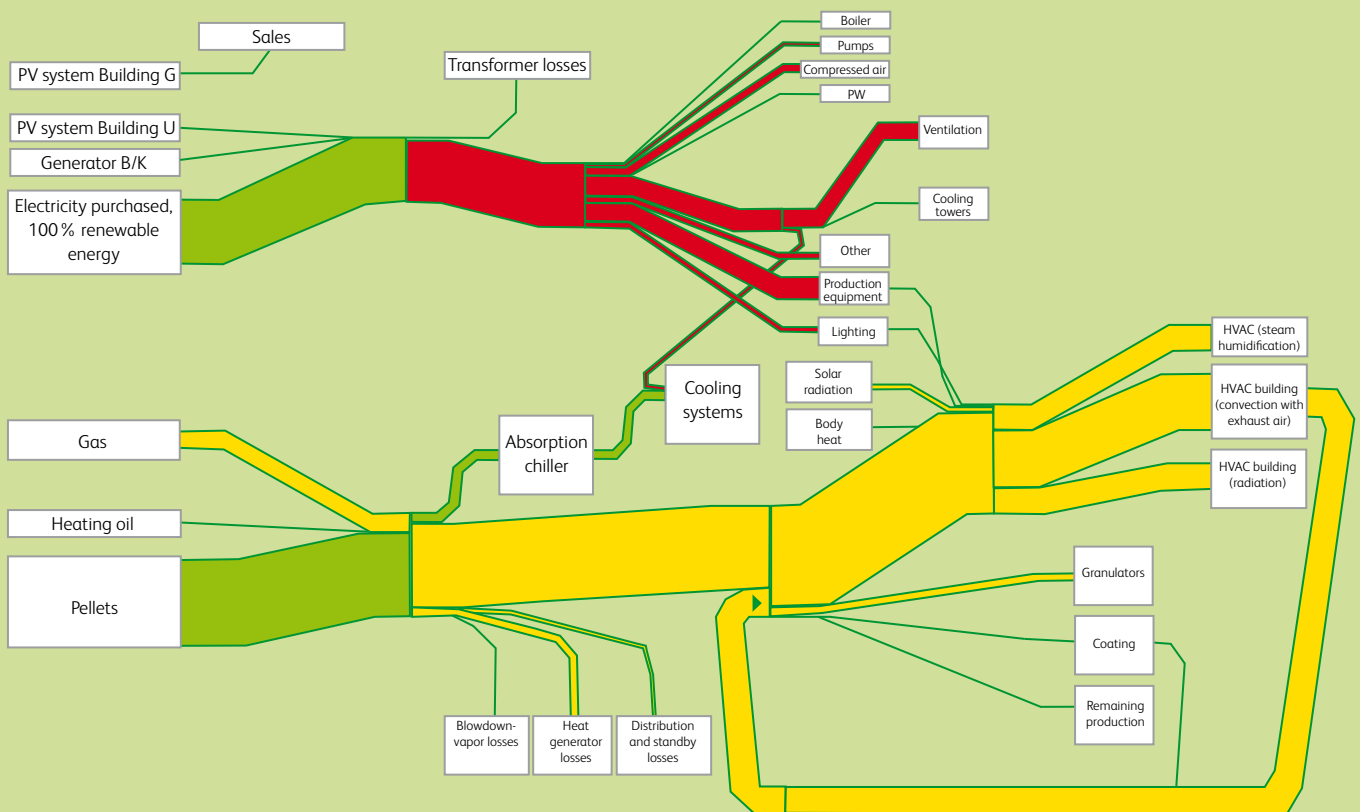 Sales
PV system Building G
Transformer losses
PV system Building U
Generator B/K
Electricity purchased,
100 % renewable
energy
Boiler
Pumps
Compressed air
PW
Ventilation
Cooling
towers
Other
Production
equipment
Lighting
Solar
radiation
Body
heat
Cooling
systems
Absorption
chiller
Gas
Heating oil
Pellets
HVAC (steam
humidification)
HVAC building
(convection with
exhaust air)
HVAC building
(radiation)
Granulators
Coating
Remaining
production
Blowdown-
vapor losses
Heat
generator
losses
Distribution
and standby
losses